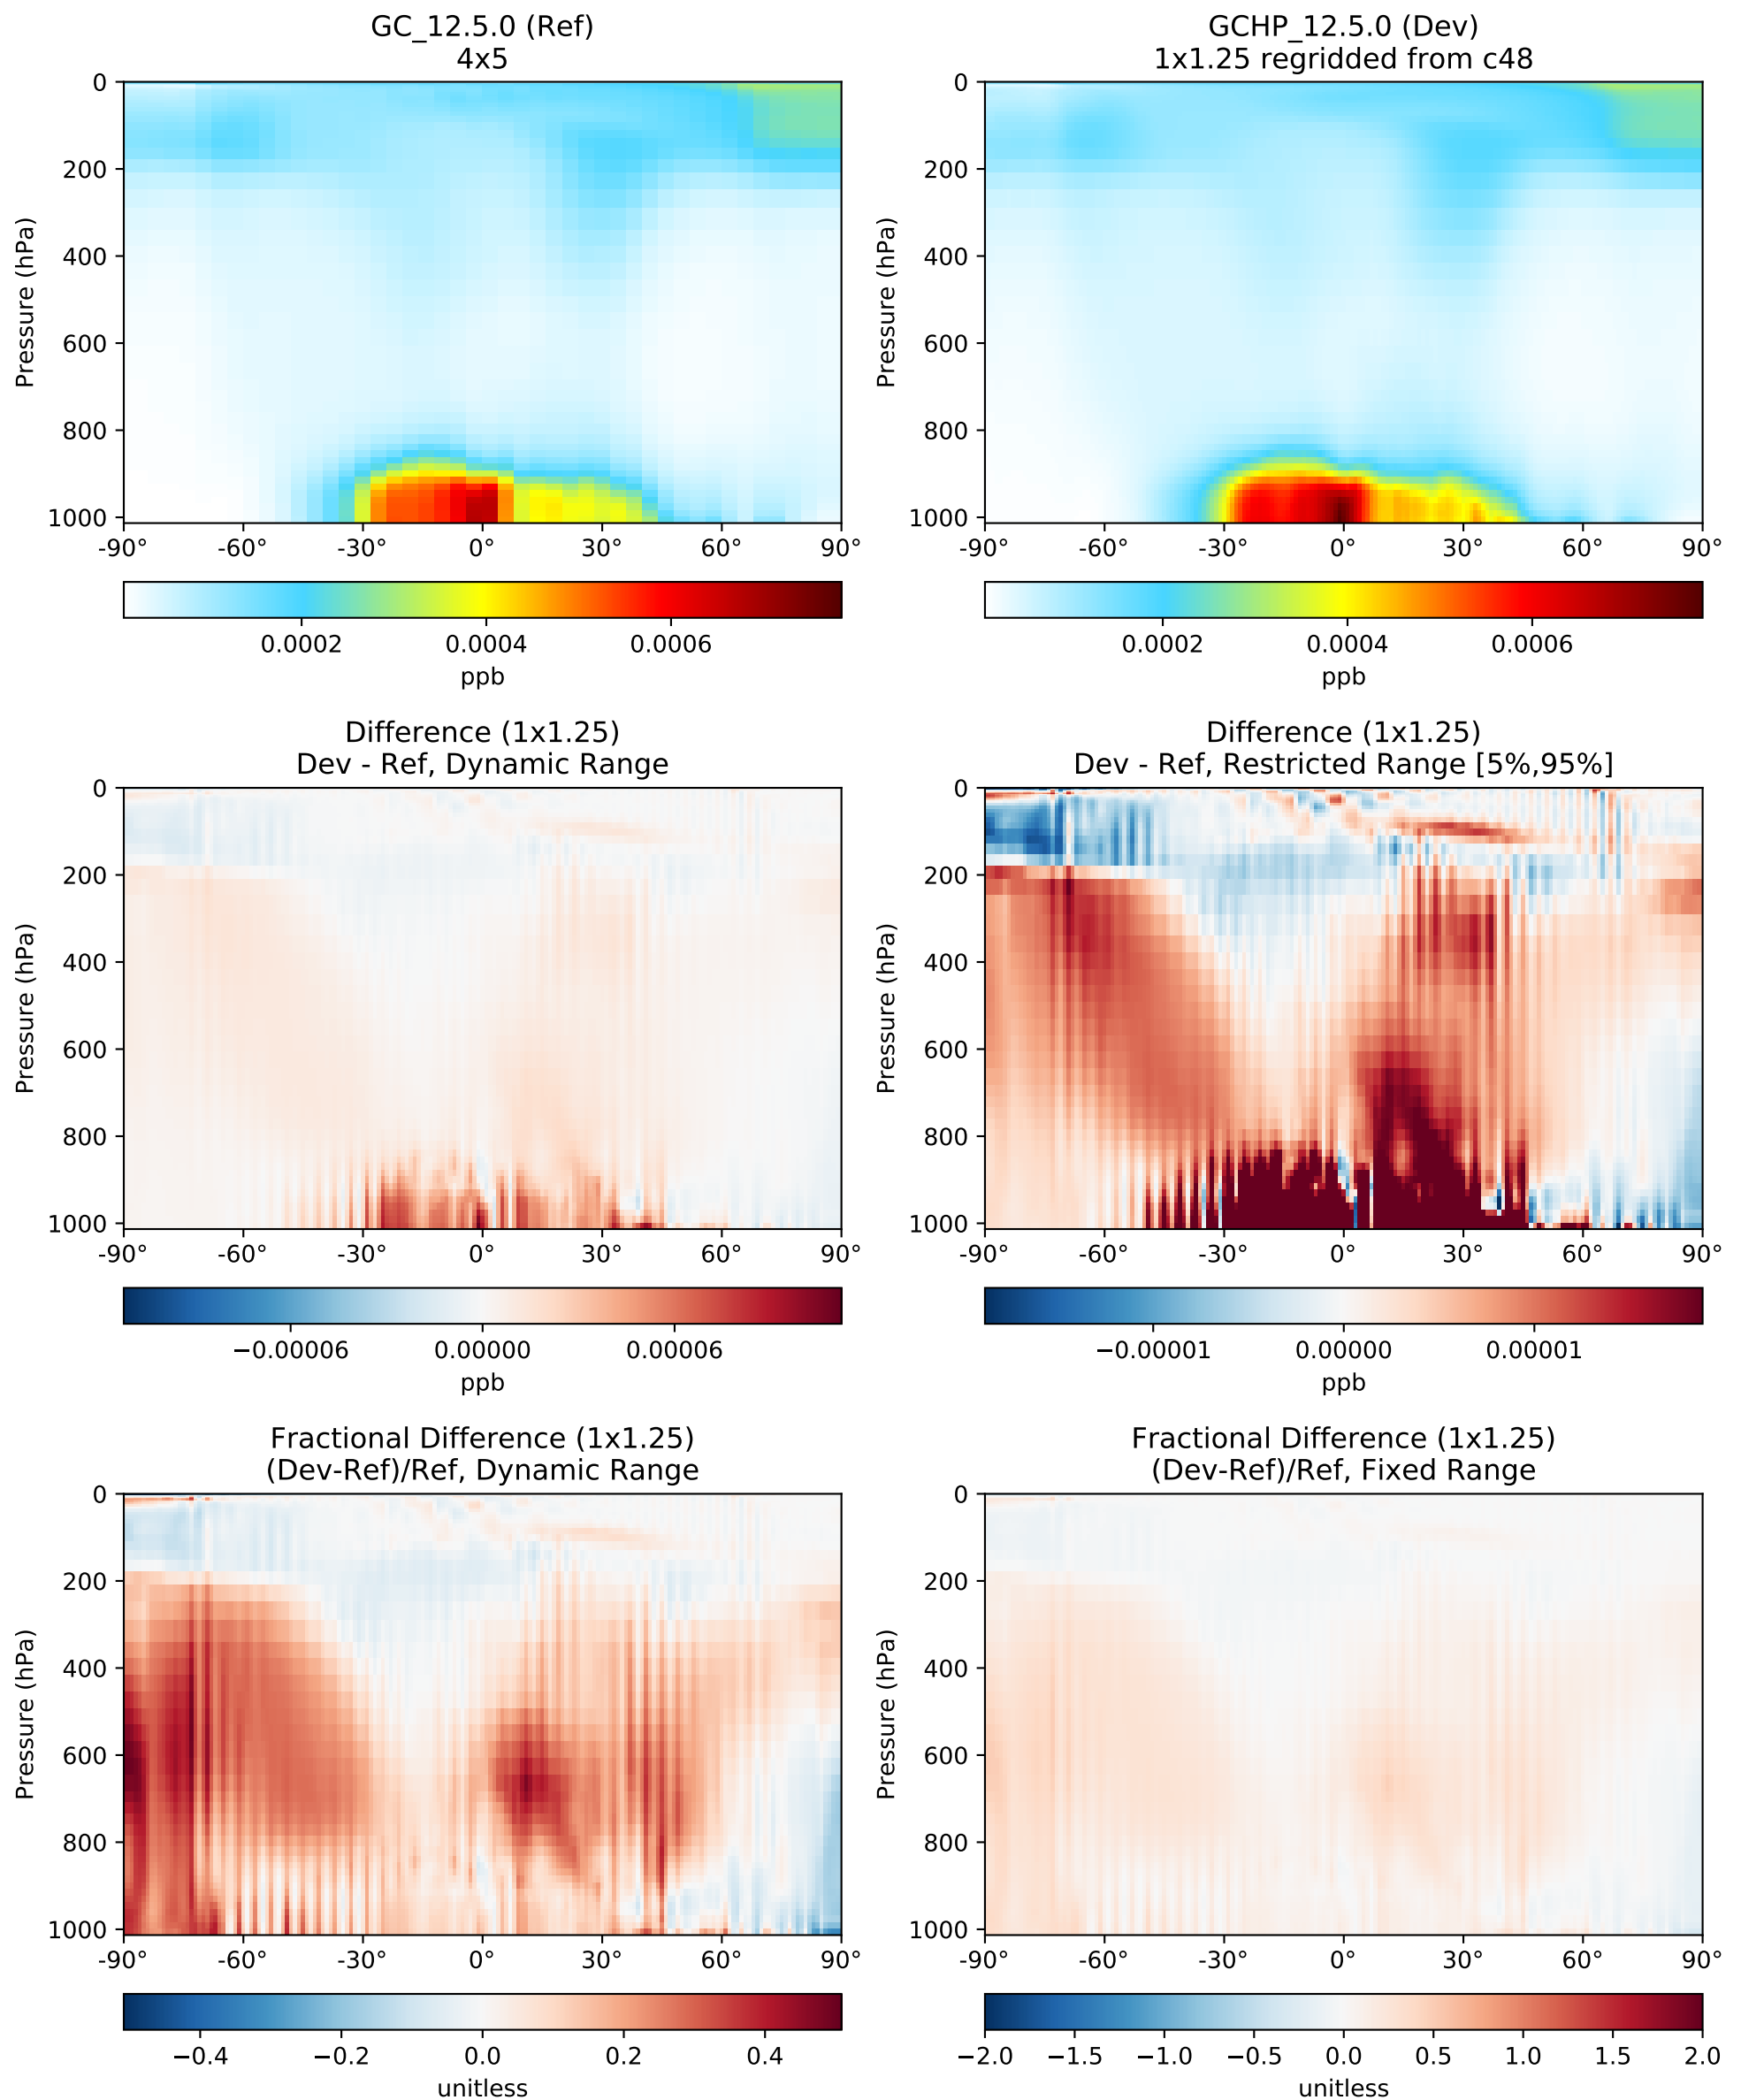 GC_12.5.0 (Ref)
4x5
0
200
400
600
800
1000
Pressure (hPa)
-90° -60° -30° 0° 30° 60° 90°
0.0002 0.0004 0.0006
ppb
GCHP_12.5.0 (Dev)
1x1.25 regridded from c48
0
200
400
600
800
1000
Pressure (hPa)
-90° -60° -30° 0° 30° 60° 90°
0.0002 0.0004 0.0006
ppb
Difference (1x1.25)
Dev - Ref, Dynamic Range
0
200
400
600
800
1000
Pressure (hPa)
-90° -60° -30° 0° 30° 60° 90°
−0.00006 0.00000 0.00006
ppb
Difference (1x1.25)
Dev - Ref, Restricted Range [5%,95%]
0
200
400
600
800
1000
Pressure (hPa)
-90° -60° -30° 0° 30° 60° 90°
−0.00001 0.00000 0.00001
ppb
Fractional Difference (1x1.25)
(Dev-Ref)/Ref, Dynamic Range
0
200
400
600
800
1000
Pressure (hPa)
-90° -60° -30° 0° 30° 60° 90°
−0.4 −0.2 0.0 0.2 0.4
unitless
Fractional Difference (1x1.25)
(Dev-Ref)/Ref, Fixed Range
0
200
400
600
800
1000
Pressure (hPa)
-90° -60° -30° 0° 30° 60° 90°
−2.0 −1.5 −1.0 −0.5 0.0 0.5 1.0 1.5 2.0
unitless